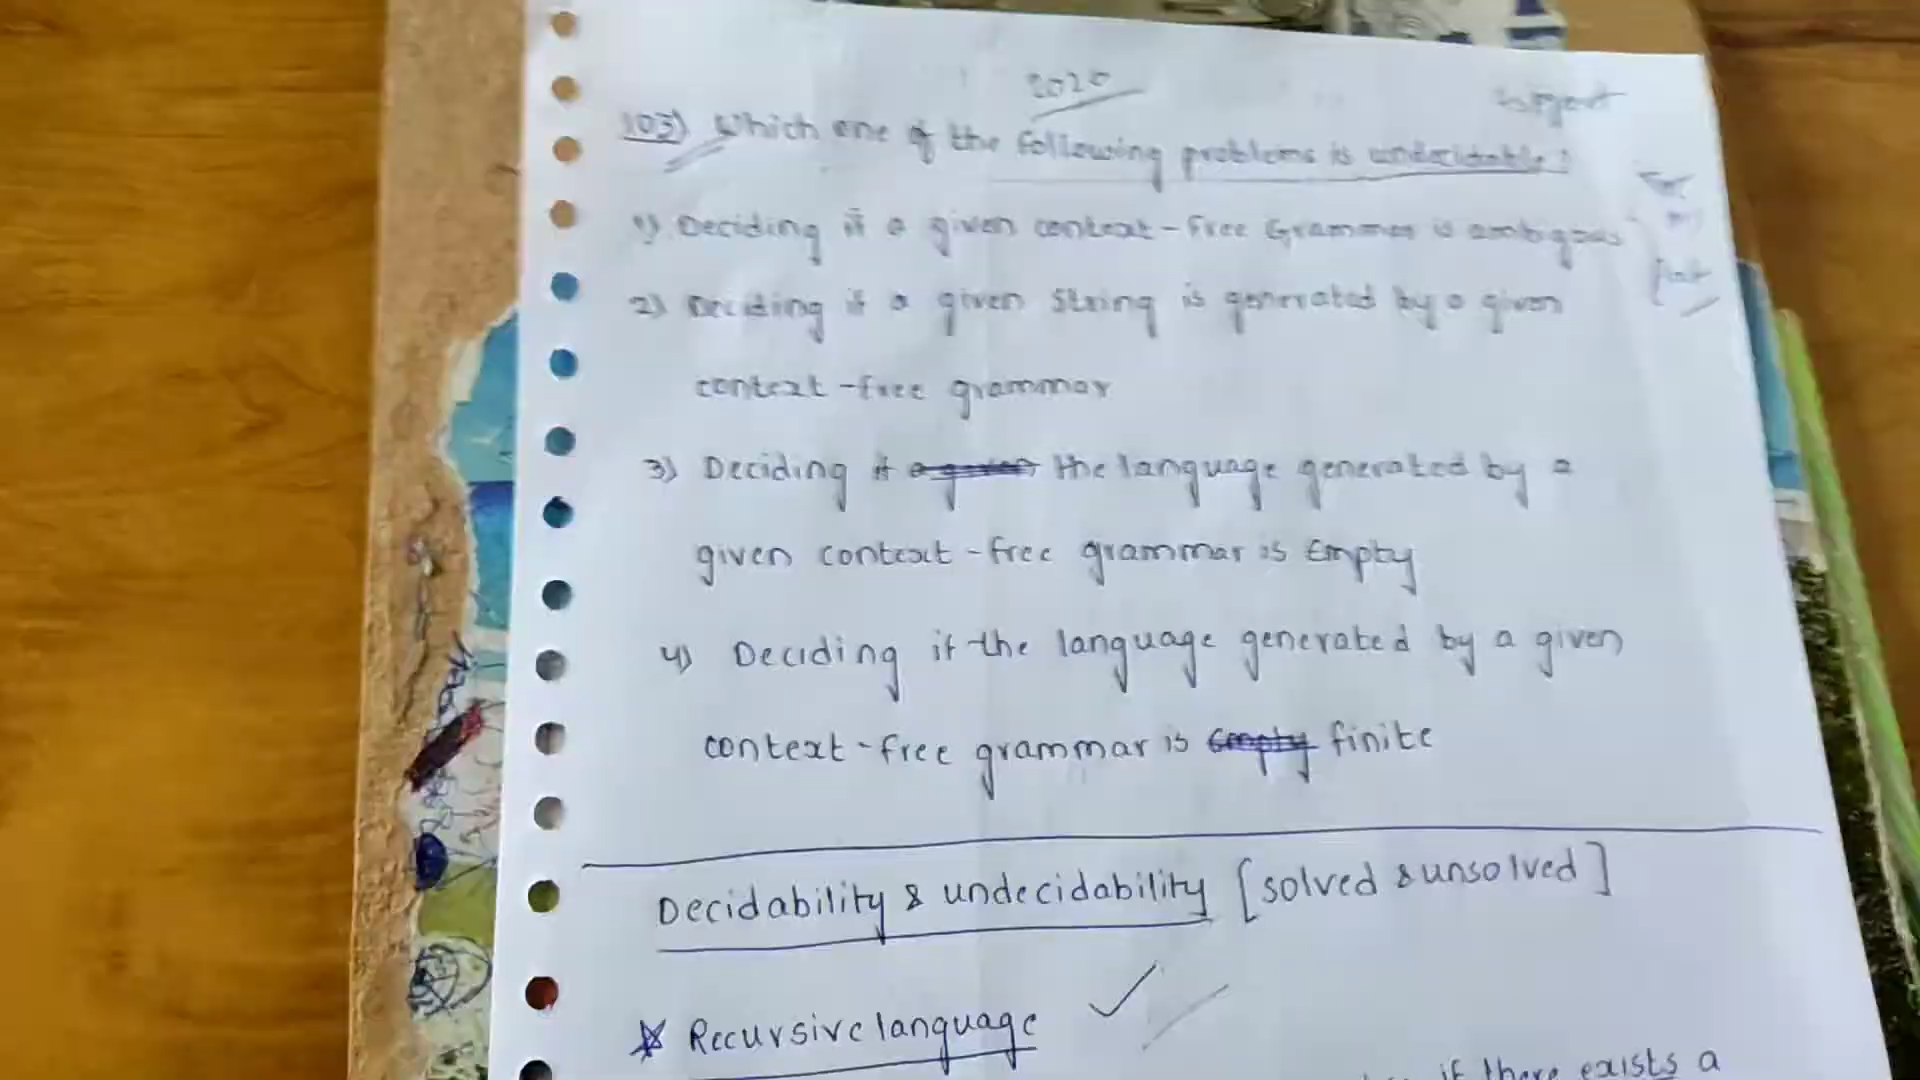 2020
103) Which one of the following problems is undecidable?
1) Deciding if a given context-free Grammar is ambigous
2) Deciding if a given string is generated by a given
context-free grammar
3) Deciding if the language generated by a
given context-free grammar is Empty
4) Deciding if the language generated by a given
context-free grammar is finite
Decidability & undecidability [solved & unsolved]
Recursive language
if there exists a